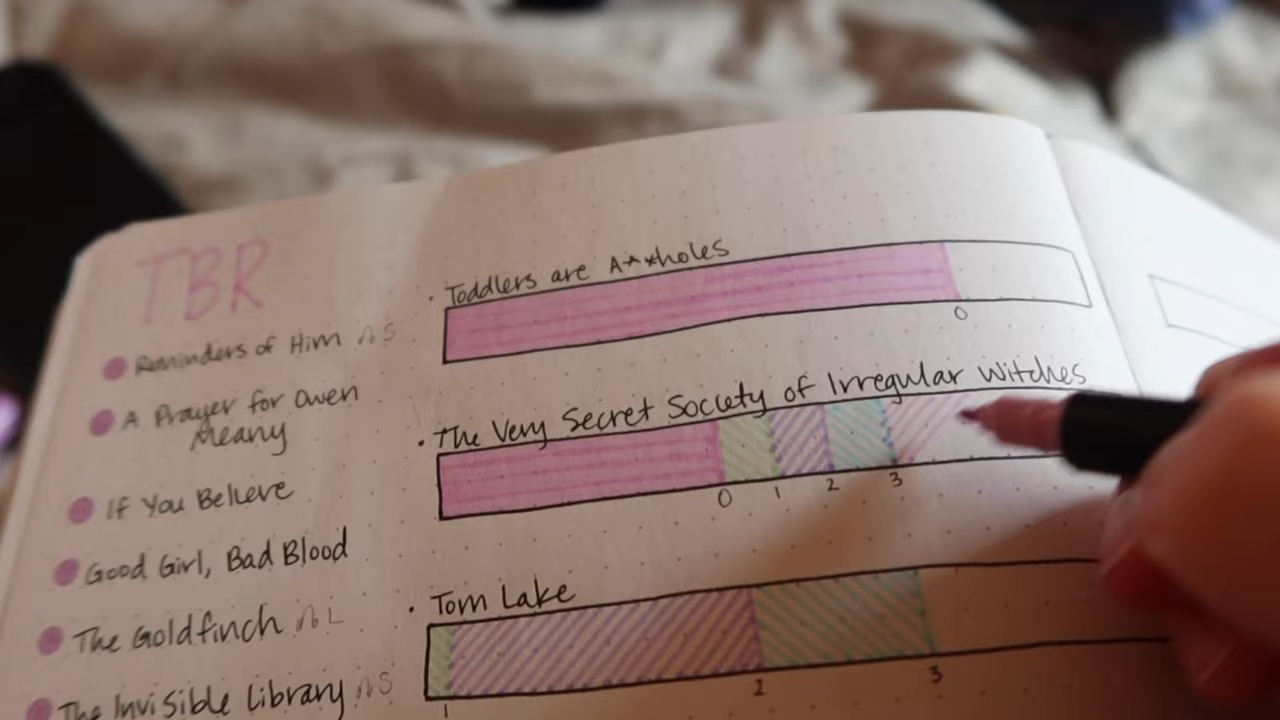 TBR
Reminders of Him S
A Prayer for Owen
Meany
If You Believe
Good Girl, Bad Blood
The Goldfinch L
The Invisible Library S
Toddlers are A**holes
0
The Very Secret Society of Irregular Witches
0 1 2 3
Tom Lake
1 2 3